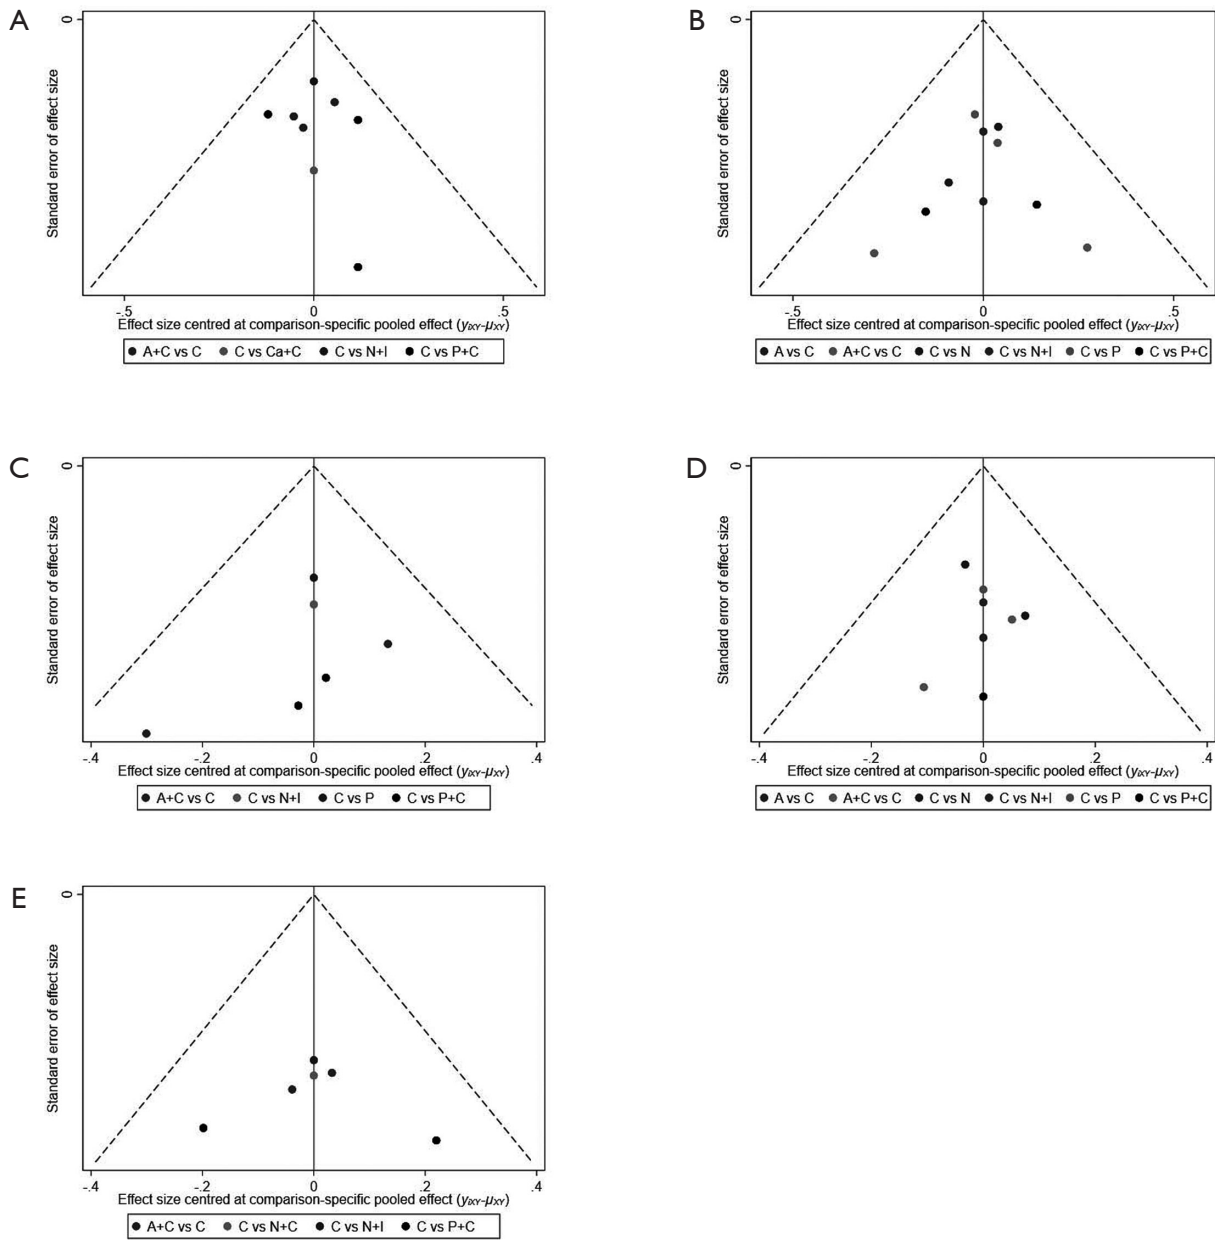 A
0
Standard error of effect size
-.5 0 .5
Effect size centred at comparison-specific pooled effect (yiXY-μXY)
A+C vs C C vs Ca+C C vs N+I C vs P+C
B
0
Standard error of effect size
-.5 0 .5
Effect size centred at comparison-specific pooled effect (yiXY-μXY)
A vs C A+C vs C C vs N C vs N+I C vs P C vs P+C
C
0
Standard error of effect size
-.4 -.2 0 .2 .4
Effect size centred at comparison-specific pooled effect (yiXY-μXY)
A+C vs C C vs N+I C vs P C vs P+C
D
0
Standard error of effect size
-.4 -.2 0 .2 .4
Effect size centred at comparison-specific pooled effect (yiXY-μXY)
A vs C A+C vs C C vs N C vs N+I C vs P C vs P+C
E
0
Standard error of effect size
-.4 -.2 0 .2 .4
Effect size centred at comparison-specific pooled effect (yiXY-μXY)
A+C vs C C vs N+C C vs N+I C vs P+C